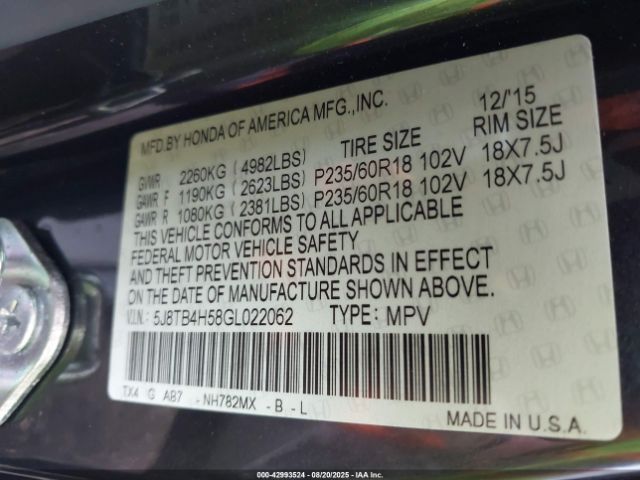 MFD.BY HONDA OF AMERICA MFG.,INC. 12/'15
TIRE SIZE RIM SIZE
GVWR 2260KG (4982LBS)
GAWR F 1190KG (2623LBS) P235/60R18 102V 18X7.5J
GAWR R 1080KG (2381LBS) P235/60R18 102V 18X7.5J
THIS VEHICLE CONFORMS TO ALL APPLICABLE
FEDERAL MOTOR VEHICLE SAFETY
AND THEFT PREVENTION STANDARDS IN EFFECT
ON THE DATE OF MANUFACTURE SHOWN ABOVE.
V.I.N.: 5J8TB4H58GL022062 TYPE: MPV
TX4 G AB7 - NH782MX - B - L
MADE IN U.S.A.
000-42993524 | 08/20/2025 | IAA Inc.